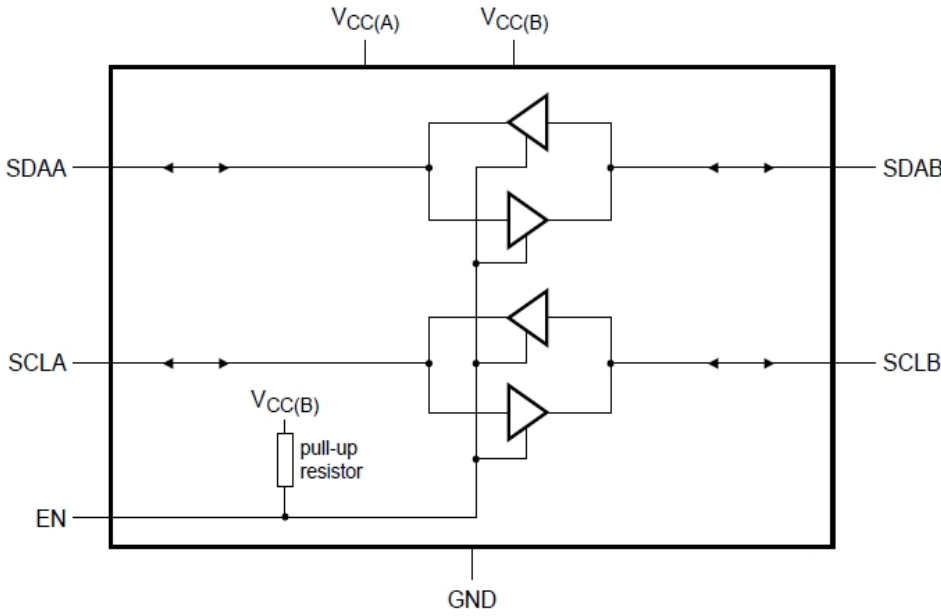 VCC(A)
VCC(B)
SDAA
SDAB
SCLA
SCLB
VCC(B)
pull-up
resistor
EN
GND